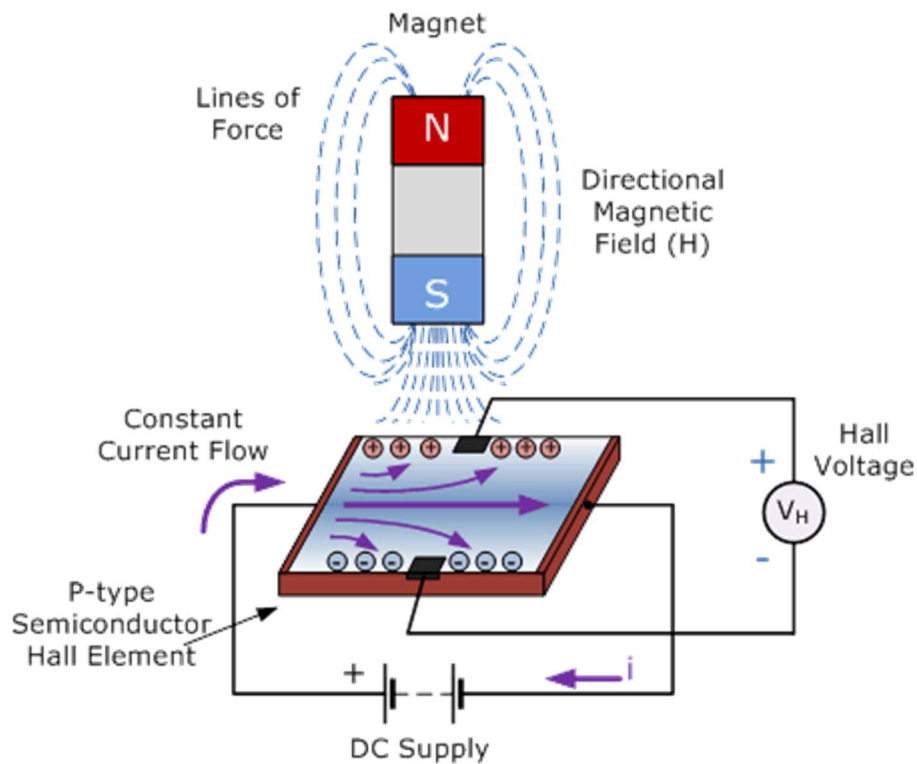 Magnet
Lines of
Force
N
Directional
Magnetic
Field (H)
S
Constant
Current Flow
Hall
Voltage
+ + + + + +
+
VH
-
- - - - - -
P-type
Semiconductor
Hall Element
+
i
DC Supply